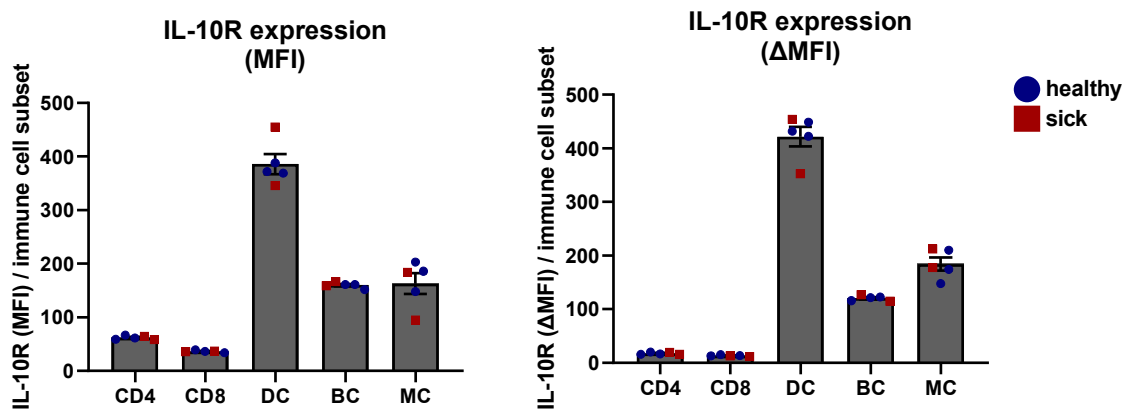 IL-10R expression
(MFI)
IL-10R (MFI) / immune cell subset
500
400
300
200
100
0
CD4 CD8 DC BC MC
IL-10R expression
(ΔMFI)
IL-10R (ΔMFI) / immune cell subset
500
400
300
200
100
0
CD4 CD8 DC BC MC
healthy
sick